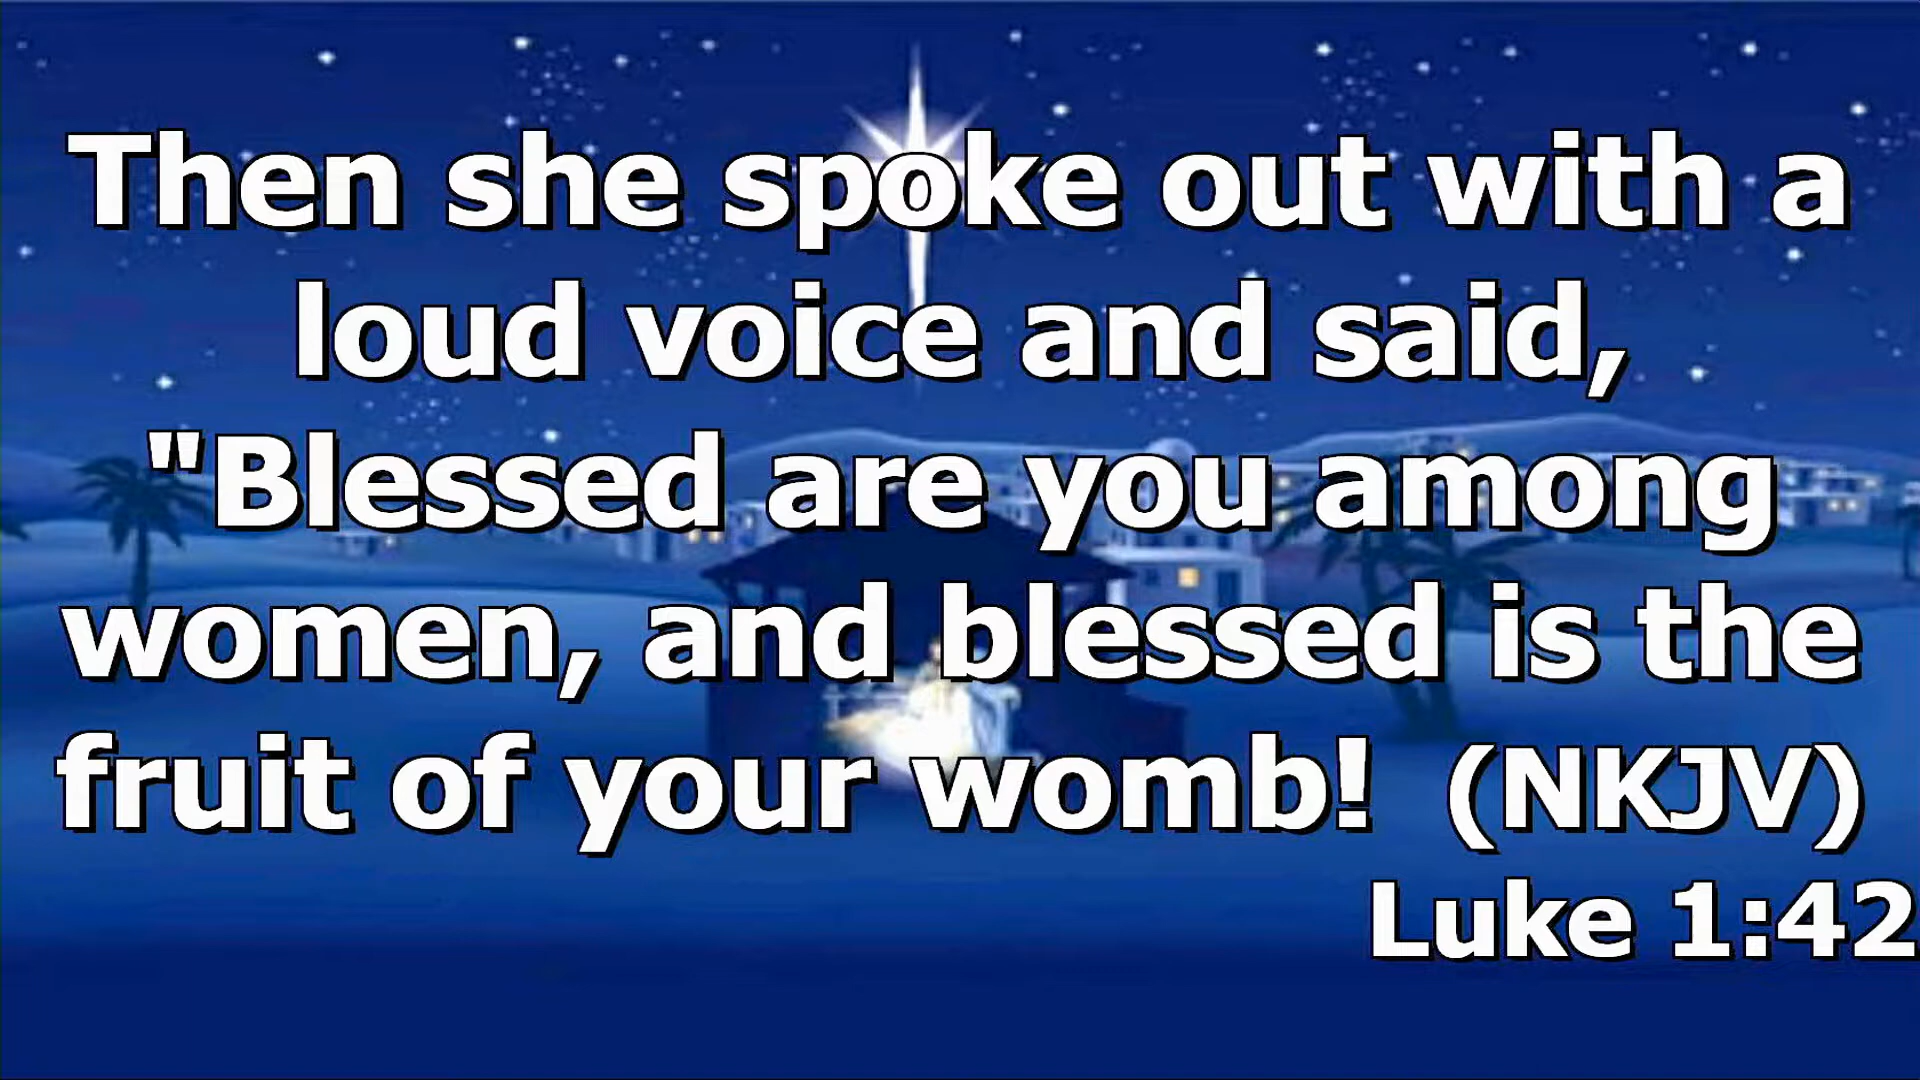 Then she spoke out with a
loud voice and said,
"Blessed are you among
women, and blessed is the
fruit of your womb! (NKJV)
Luke 1:42